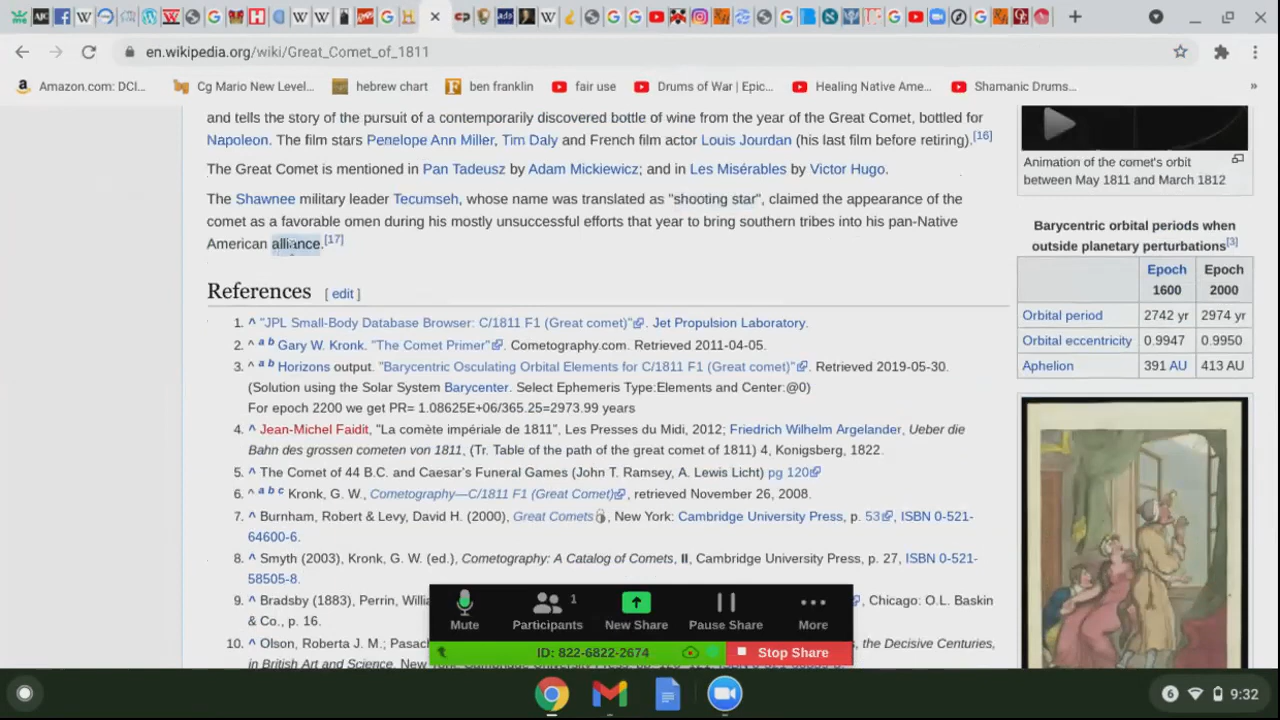 en.wikipedia.org/wiki/Great_Comet_of_1811
Amazon.com: DCI...
Cg Mario New Level...
hebrew chart
ben franklin
fair use
Drums of War | Epic...
Healing Native Ame...
Shamanic Drums...
»
and tells the story of the pursuit of a contemporarily discovered bottle of wine from the year of the Great Comet, bottled for
Napoleon. The film stars Penelope Ann Miller, Tim Daly and French film actor Louis Jourdan (his last film before retiring).[16]
The Great Comet is mentioned in Pan Tadeusz by Adam Mickiewicz; and in Les Misérables by Victor Hugo.
The Shawnee military leader Tecumseh, whose name was translated as "shooting star", claimed the appearance of the
comet as a favorable omen during his mostly unsuccessful efforts that year to bring southern tribes into his pan-Native
American alliance.[17]
References [ edit ]
1. ^ "JPL Small-Body Database Browser: C/1811 F1 (Great comet)". Jet Propulsion Laboratory.
2. ^ a b Gary W. Kronk. "The Comet Primer". Cometography.com. Retrieved 2011-04-05.
3. ^ a b Horizons output. "Barycentric Osculating Orbital Elements for C/1811 F1 (Great comet)". Retrieved 2019-05-30.
(Solution using the Solar System Barycenter. Select Ephemeris Type:Elements and Center:@0)
For epoch 2200 we get PR= 1.08625E+06/365.25=2973.99 years
4. ^ Jean-Michel Faidit, "La comète impériale de 1811", Les Presses du Midi, 2012; Friedrich Wilhelm Argelander, Ueber die
Bahn des grossen cometen von 1811, (Tr. Table of the path of the great comet of 1811) 4, Konigsberg, 1822.
5. ^ The Comet of 44 B.C. and Caesar's Funeral Games (John T. Ramsey, A. Lewis Licht) pg 120
6. ^ a b c Kronk, G. W., Cometography—C/1811 F1 (Great Comet), retrieved November 26, 2008.
7. ^ Burnham, Robert & Levy, David H. (2000), Great Comets, New York: Cambridge University Press, p. 53, ISBN 0-521-
64600-6.
8. ^ Smyth (2003), Kronk, G. W. (ed.), Cometography: A Catalog of Comets, II, Cambridge University Press, p. 27, ISBN 0-521-
58505-8.
9. ^ Bradsby (1883), Perrin, Willia , Chicago: O.L. Baskin
& Co., p. 16.
10. ^ Olson, Roberta J. M.; Pasach , the Decisive Centuries,
in British Art and Science,
Animation of the comet's orbit
between May 1811 and March 1812
Barycentric orbital periods when
outside planetary perturbations[3]
Epoch 1600 Epoch 2000
Orbital period 2742 yr 2974 yr
Orbital eccentricity 0.9947 0.9950
Aphelion 391 AU 413 AU
Mute
Participants 1
New Share
Pause Share
More
ID: 822-6822-2674
Stop Share
6 9:32